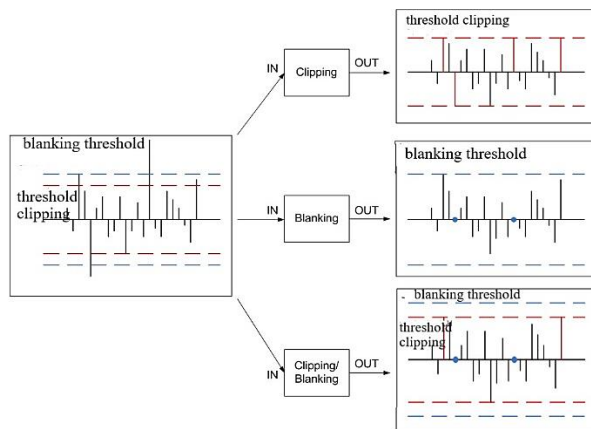 threshold clipping
IN
Clipping
OUT
blanking threshold
threshold
clipping
IN
Blanking
OUT
blanking threshold
IN
Clipping/
Blanking
OUT
blanking threshold
threshold
clipping